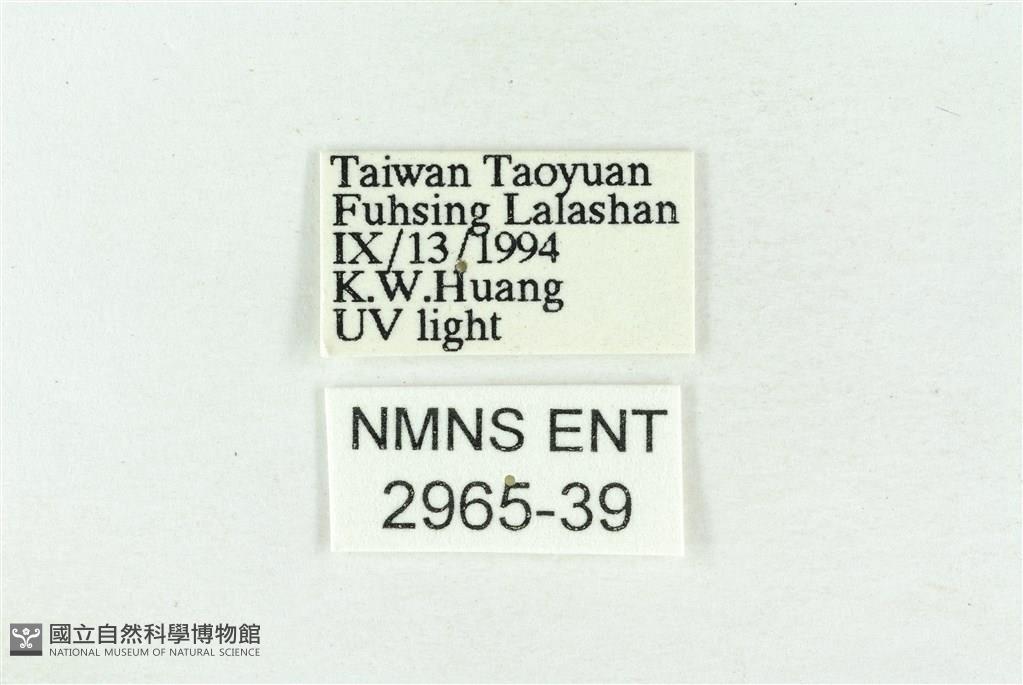 Taiwan Taoyuan
Fuhsing Lalashan
IX/13/1994
K.W.Huang
UV light
NMNS ENT
2965-39
國立自然科學博物館
NATIONAL MUSEUM OF NATURAL SCIENCE